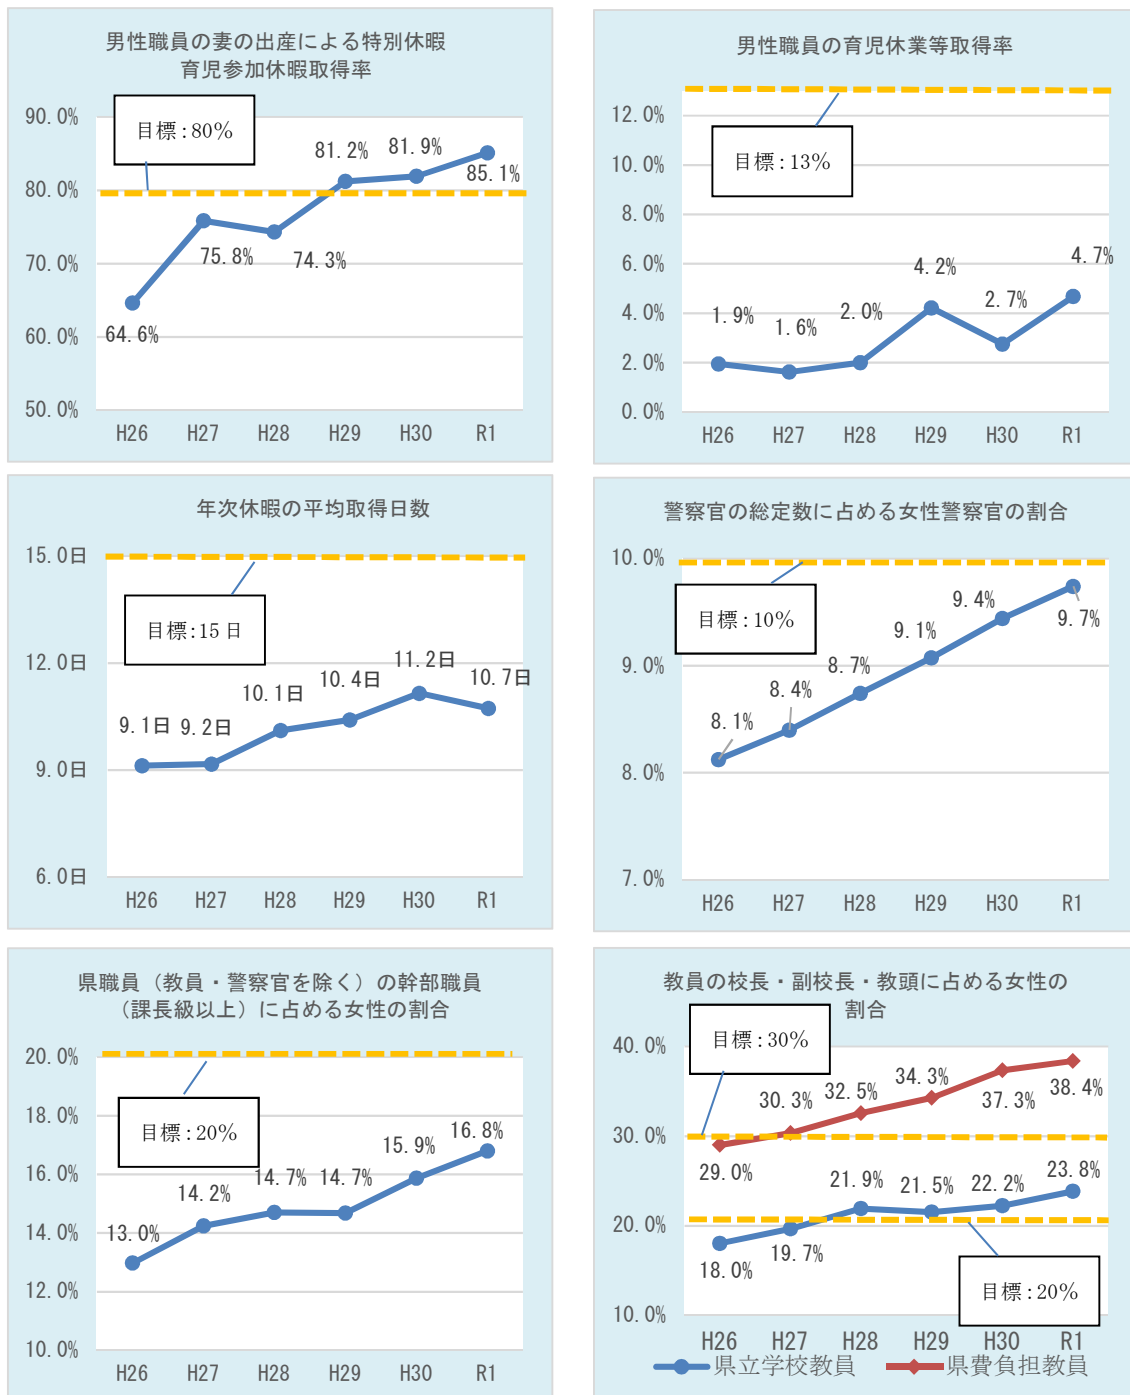 男性職員の妻の出産による特別休暇
育児参加休暇取得率
目標:80%
90.0%
80.0%
70.0%
60.0%
50.0%
64.6%
75.8%
74.3%
81.2%
81.9%
85.1%
H26 H27 H28 H29 H30 R1
男性職員の育児休業等取得率
目標:13%
12.0%
10.0%
8.0%
6.0%
4.0%
2.0%
0.0%
1.9%
1.6%
2.0%
4.2%
2.7%
4.7%
H26 H27 H28 H29 H30 R1
年次休暇の平均取得日数
目標:15日
15.0日
12.0日
9.0日
6.0日
9.1日
9.2日
10.1日
10.4日
11.2日
10.7日
H26 H27 H28 H29 H30 R1
警察官の総定数に占める女性警察官の割合
目標:10%
10.0%
9.0%
8.0%
7.0%
8.1%
8.4%
8.7%
9.1%
9.4%
9.7%
H26 H27 H28 H29 H30 R1
県職員（教員・警察官を除く）の幹部職員
（課長級以上）に占める女性の割合
目標:20%
20.0%
18.0%
16.0%
14.0%
12.0%
10.0%
13.0%
14.2%
14.7%
14.7%
15.9%
16.8%
H26 H27 H28 H29 H30 R1
教員の校長・副校長・教頭に占める女性の
割合
目標:30%
40.0%
30.0%
20.0%
10.0%
29.0%
30.3%
32.5%
34.3%
37.3%
38.4%
18.0%
19.7%
21.9%
21.5%
22.2%
23.8%
目標:20%
H26 H27 H28 H29 H30 R1
県立学校教員 県費負担教員